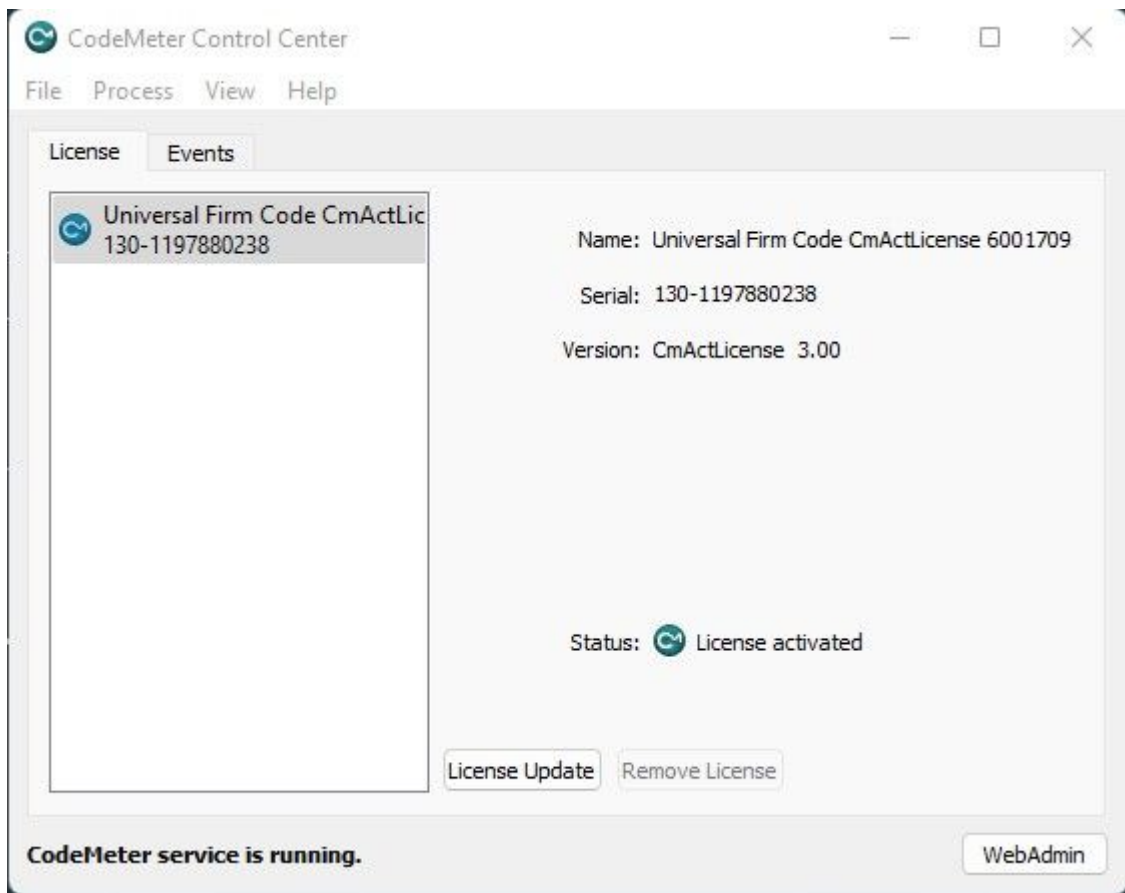 CodeMeter Control Center
File Process View Help
License Events
Universal Firm Code CmActLic
130-1197880238
Name: Universal Firm Code CmActLicense 6001709
Serial: 130-1197880238
Version: CmActLicense 3.00
Status: License activated
License Update Remove License
CodeMeter service is running.
WebAdmin